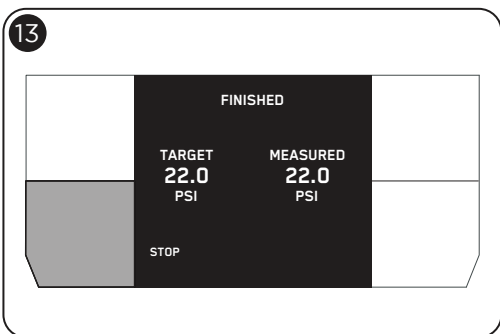 13
FINISHED
TARGET MEASURED
22.0 22.0
PSI PSI
STOP